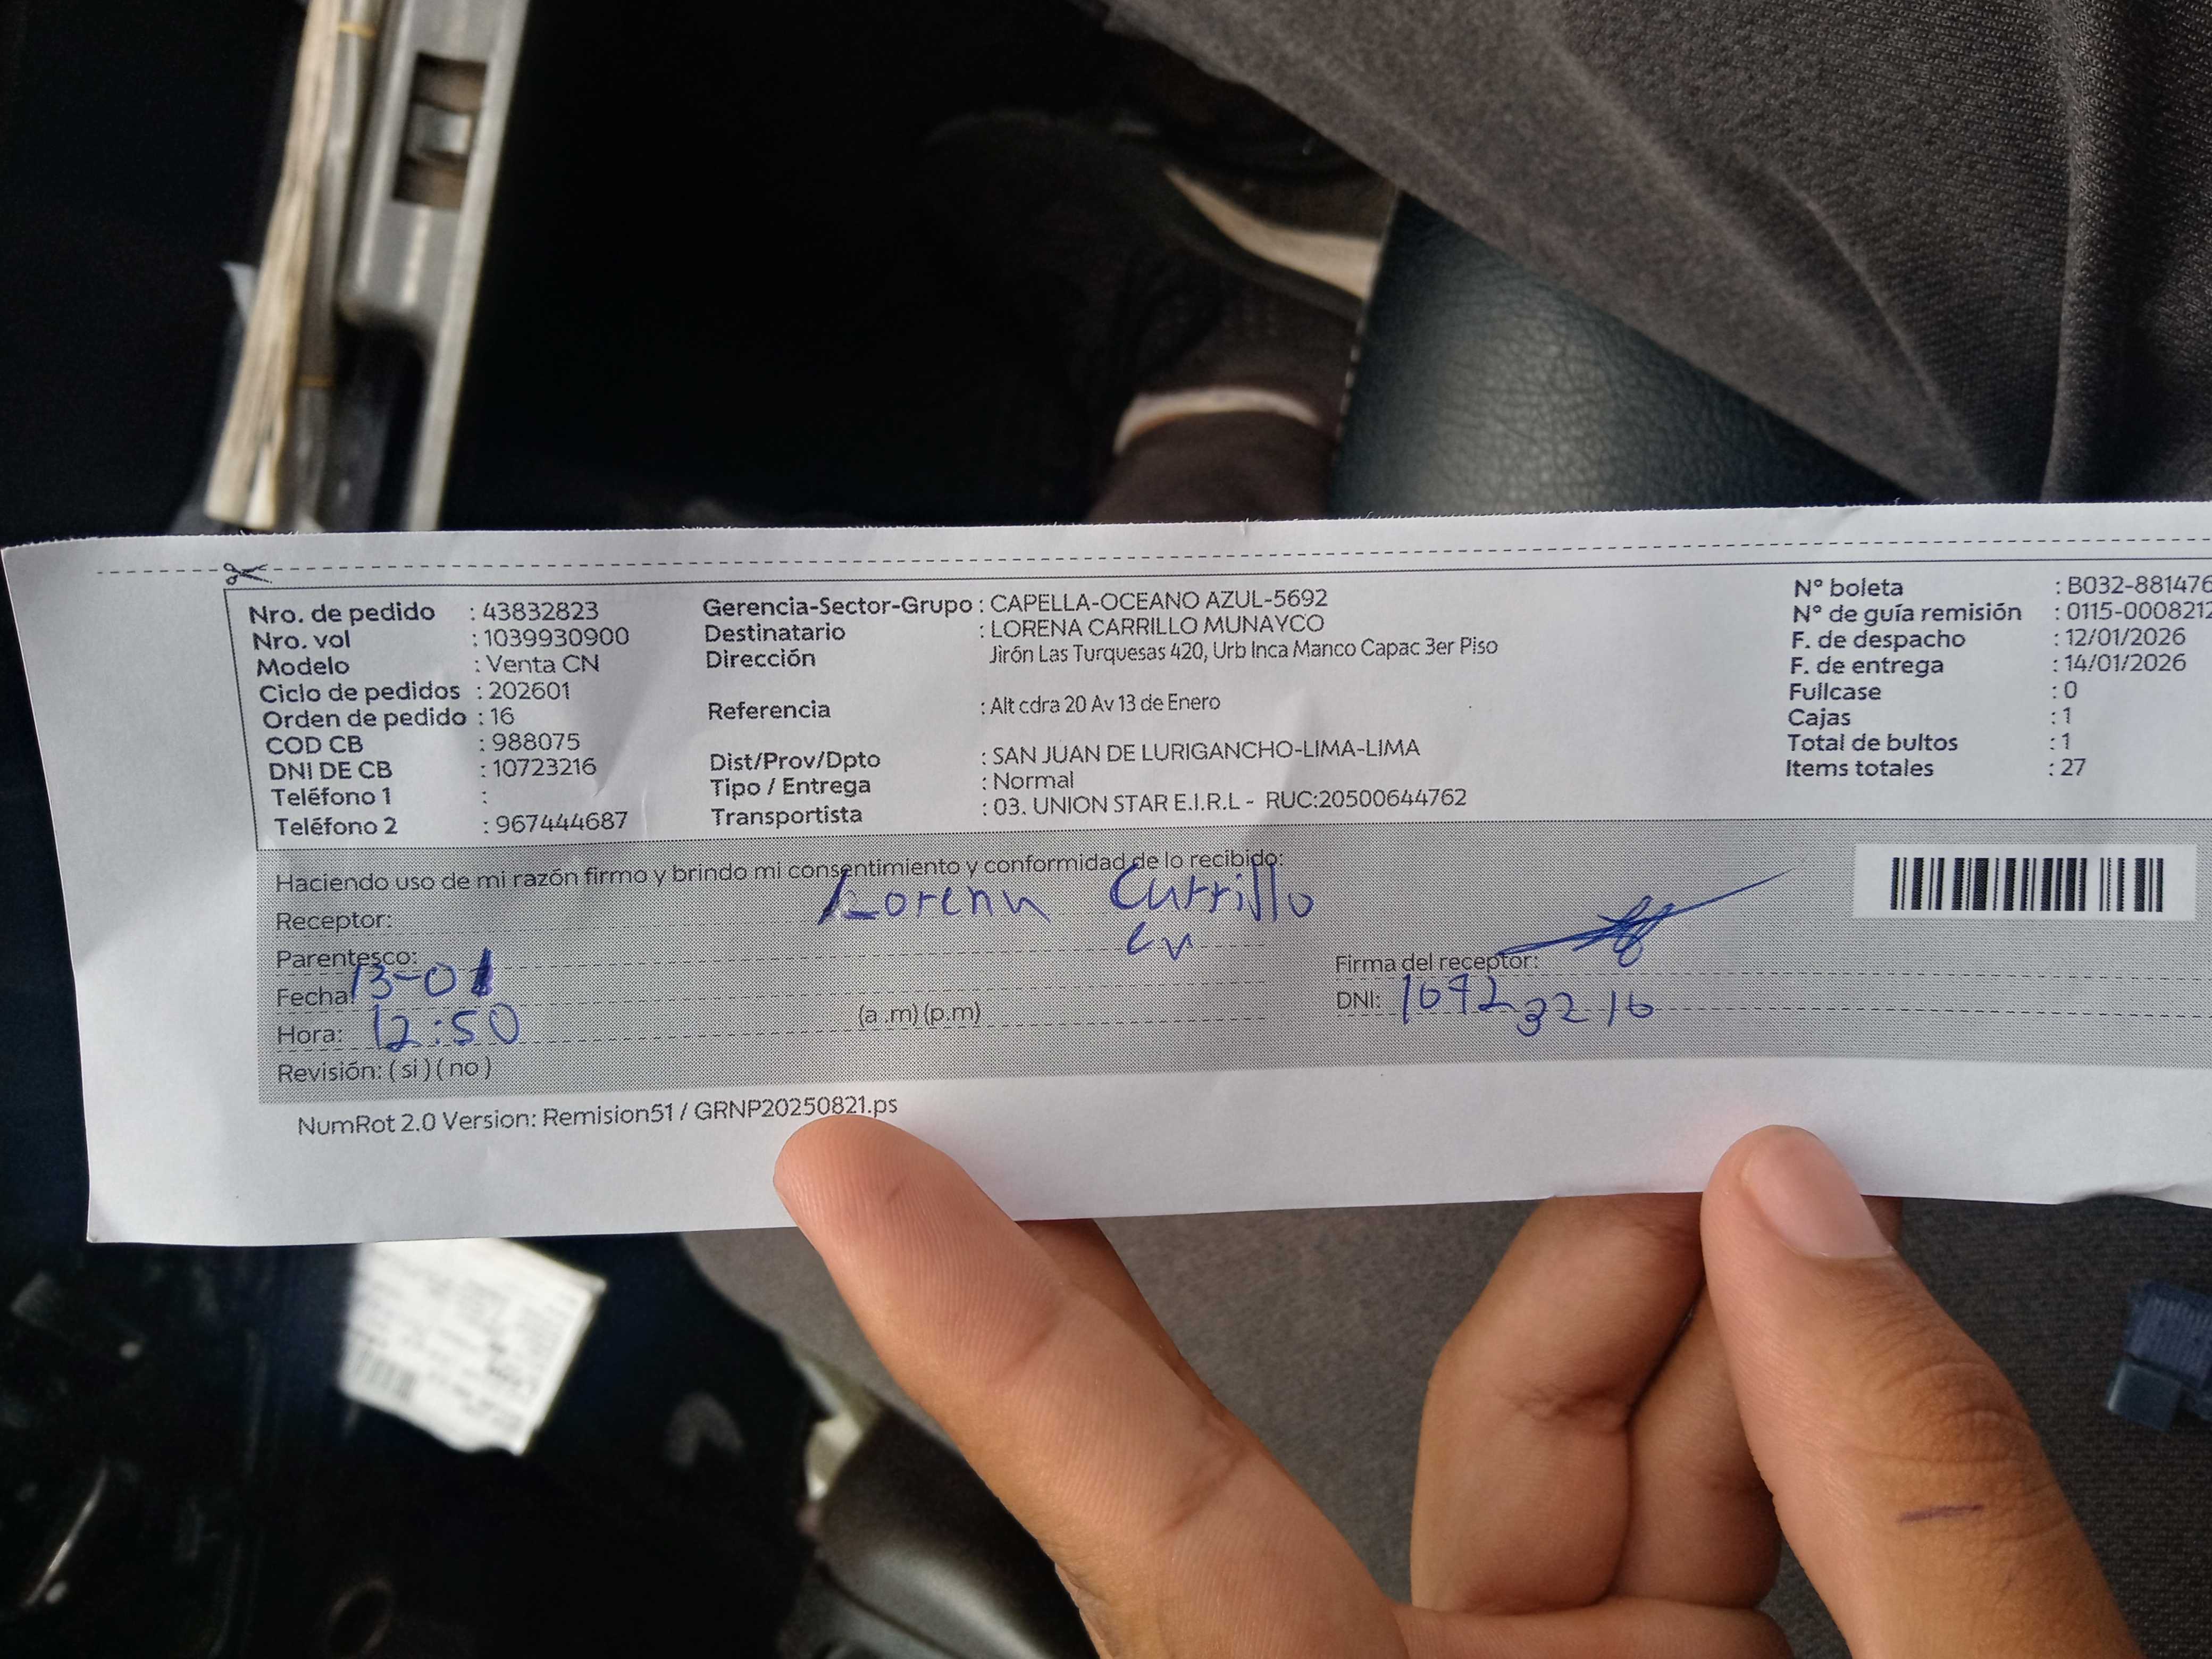 Nro. de pedido : 43832823
Nro. vol : 1039930900
Modelo : Venta CN
Ciclo de pedidos : 202601
Orden de pedido : 16
COD CB : 988075
DNI DE CB : 10723216
Teléfono 1 :
Teléfono 2 : 967444687
Gerencia-Sector-Grupo : CAPELLA-OCEANO AZUL-5692
Destinatario : LORENA CARRILLO MUNAYCO
Dirección Jirón Las Turquesas 420, Urb Inca Manco Capac 3er Piso
Referencia : Alt cdra 20 Av 13 de Enero
Dist/Prov/Dpto : SAN JUAN DE LURIGANCHO-LIMA-LIMA
Tipo / Entrega : Normal
Transportista : 03. UNION STAR E.I.R.L - RUC:20500644762
N° boleta : B032-881476
N° de guía remisión : 0115-0008212
F. de despacho : 12/01/2026
F. de entrega : 14/01/2026
Fullcase : 0
Cajas : 1
Total de bultos : 1
Items totales : 27
Haciendo uso de mi razón firmo y brindo mi consentimiento y conformidad de lo recibido:
Receptor: Lorena Carrillo
Parentesco:
Fecha: 13-01
Hora: 12:50 (a .m) (p.m)
Revisión: ( si ) ( no )
Firma del receptor:
DNI:
NumRot 2.0 Version: Remision51 / GRNP20250821.ps